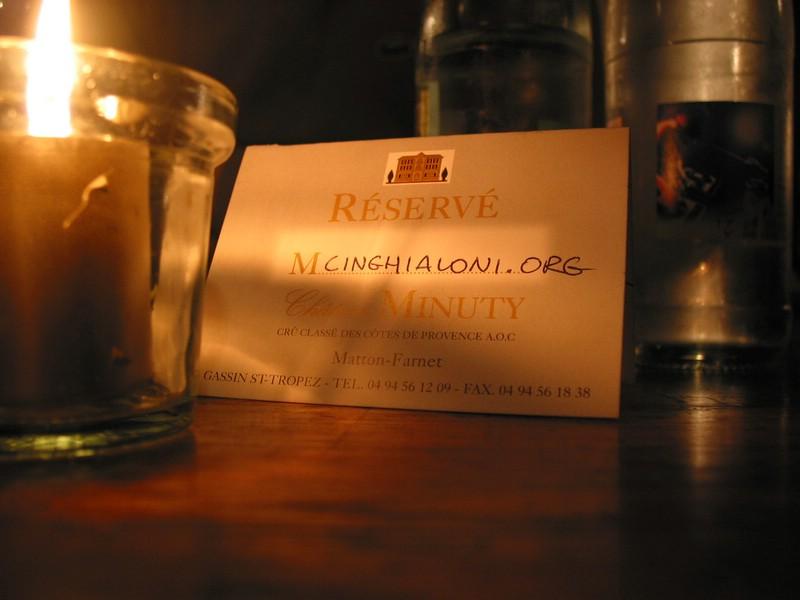 RÉSERVÉ
M CINGHIALONI.ORG
Château MINUTY
CRÛ CLASSÉ DES CÔTES DE PROVENCE A.O.C
Matton-Farnet
GASSIN ST-TROPEZ - TEL. 04 94 56 12 09 - FAX. 04 94 56 18 38